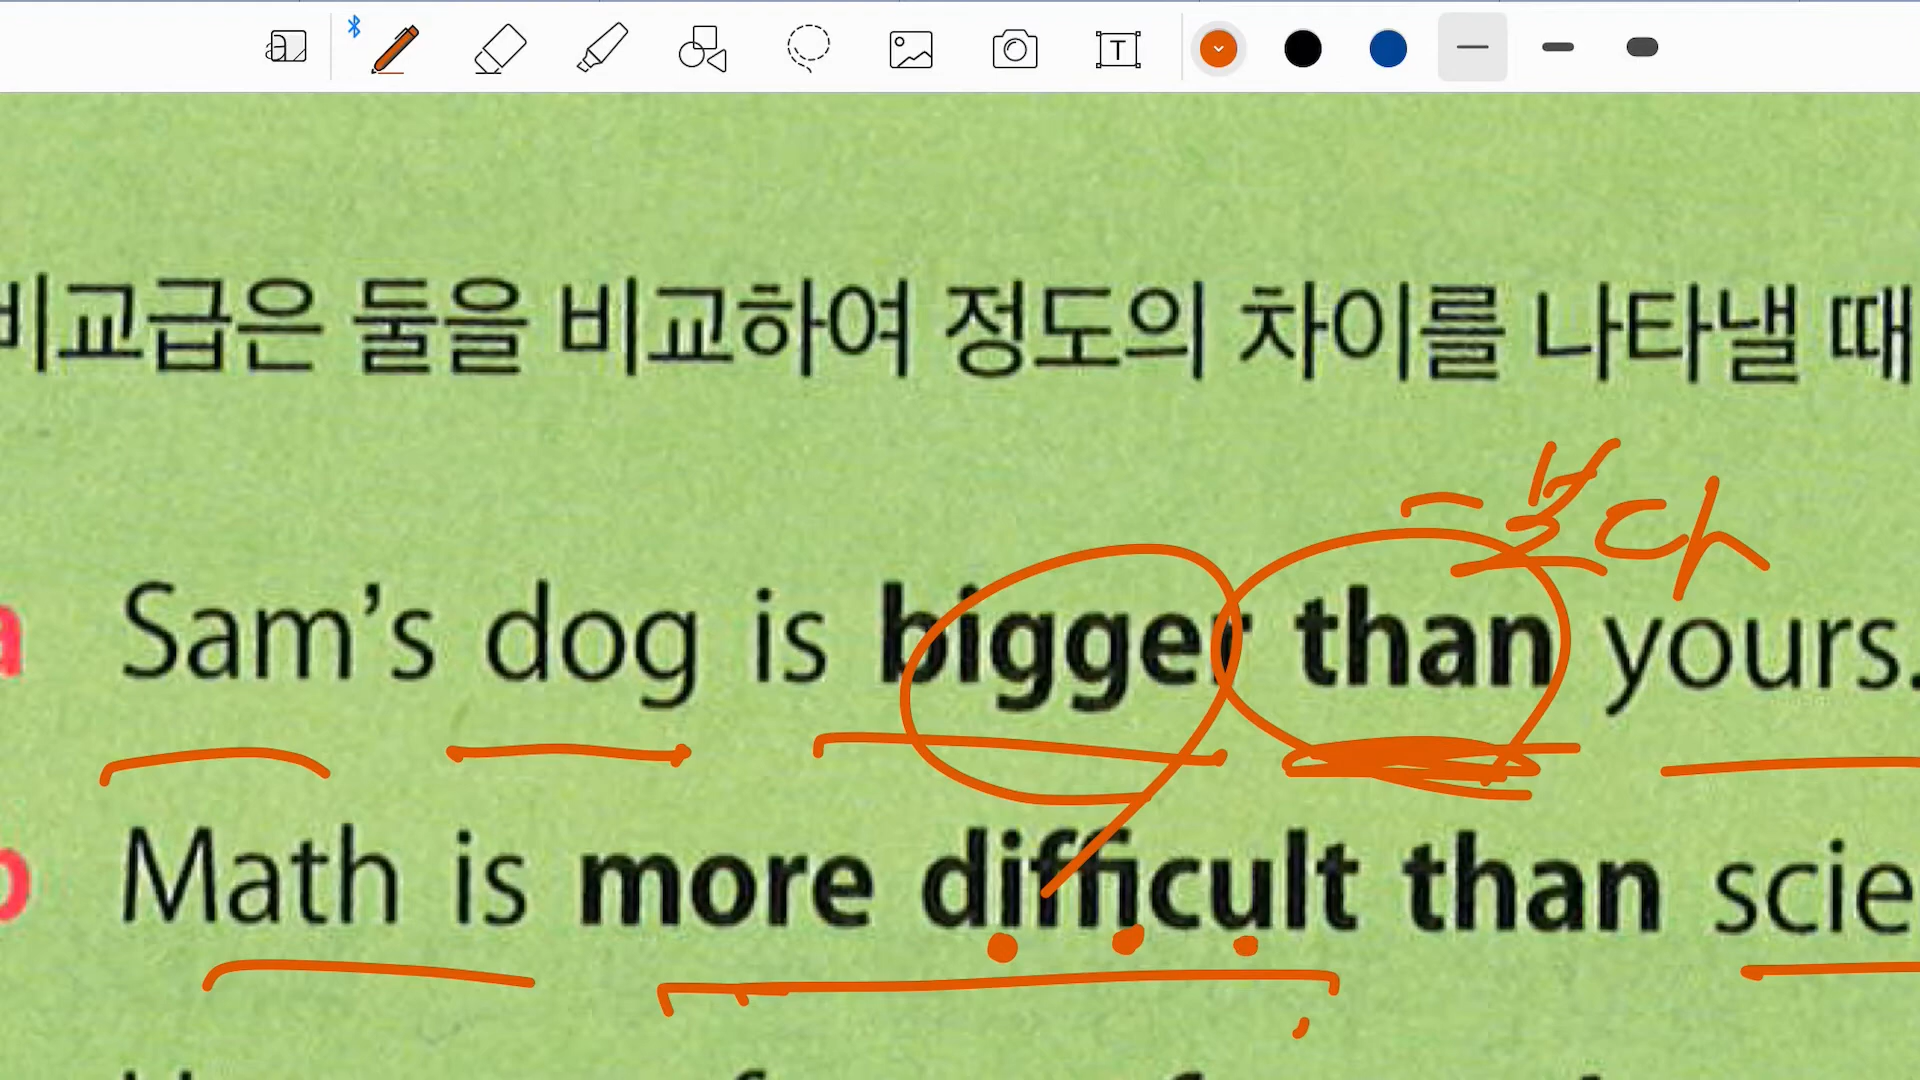 비교급은 둘을 비교하여 정도의 차이를 나타낼 때
~보다
a Sam's dog is bigger than yours.
b Math is more difficult than scie